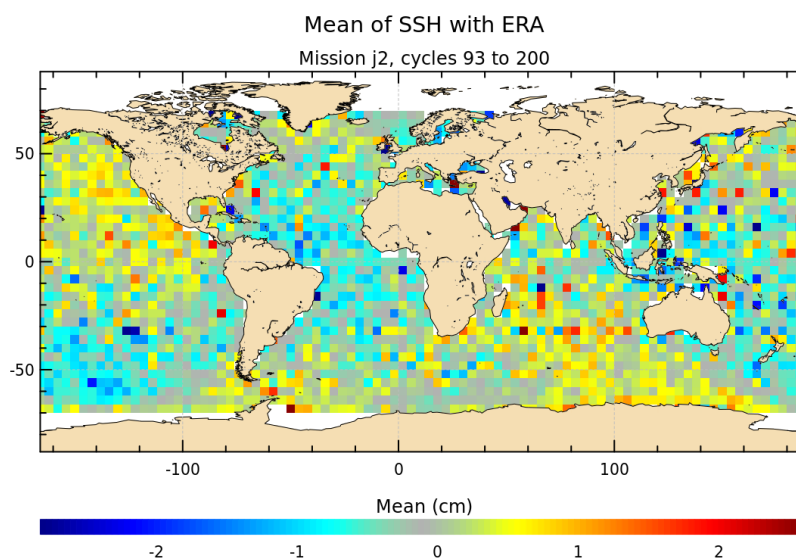 Mean of SSH with ERA
Mission j2, cycles 93 to 200
50
0
-50
-100 0 100
Mean (cm)
-2 -1 0 1 2